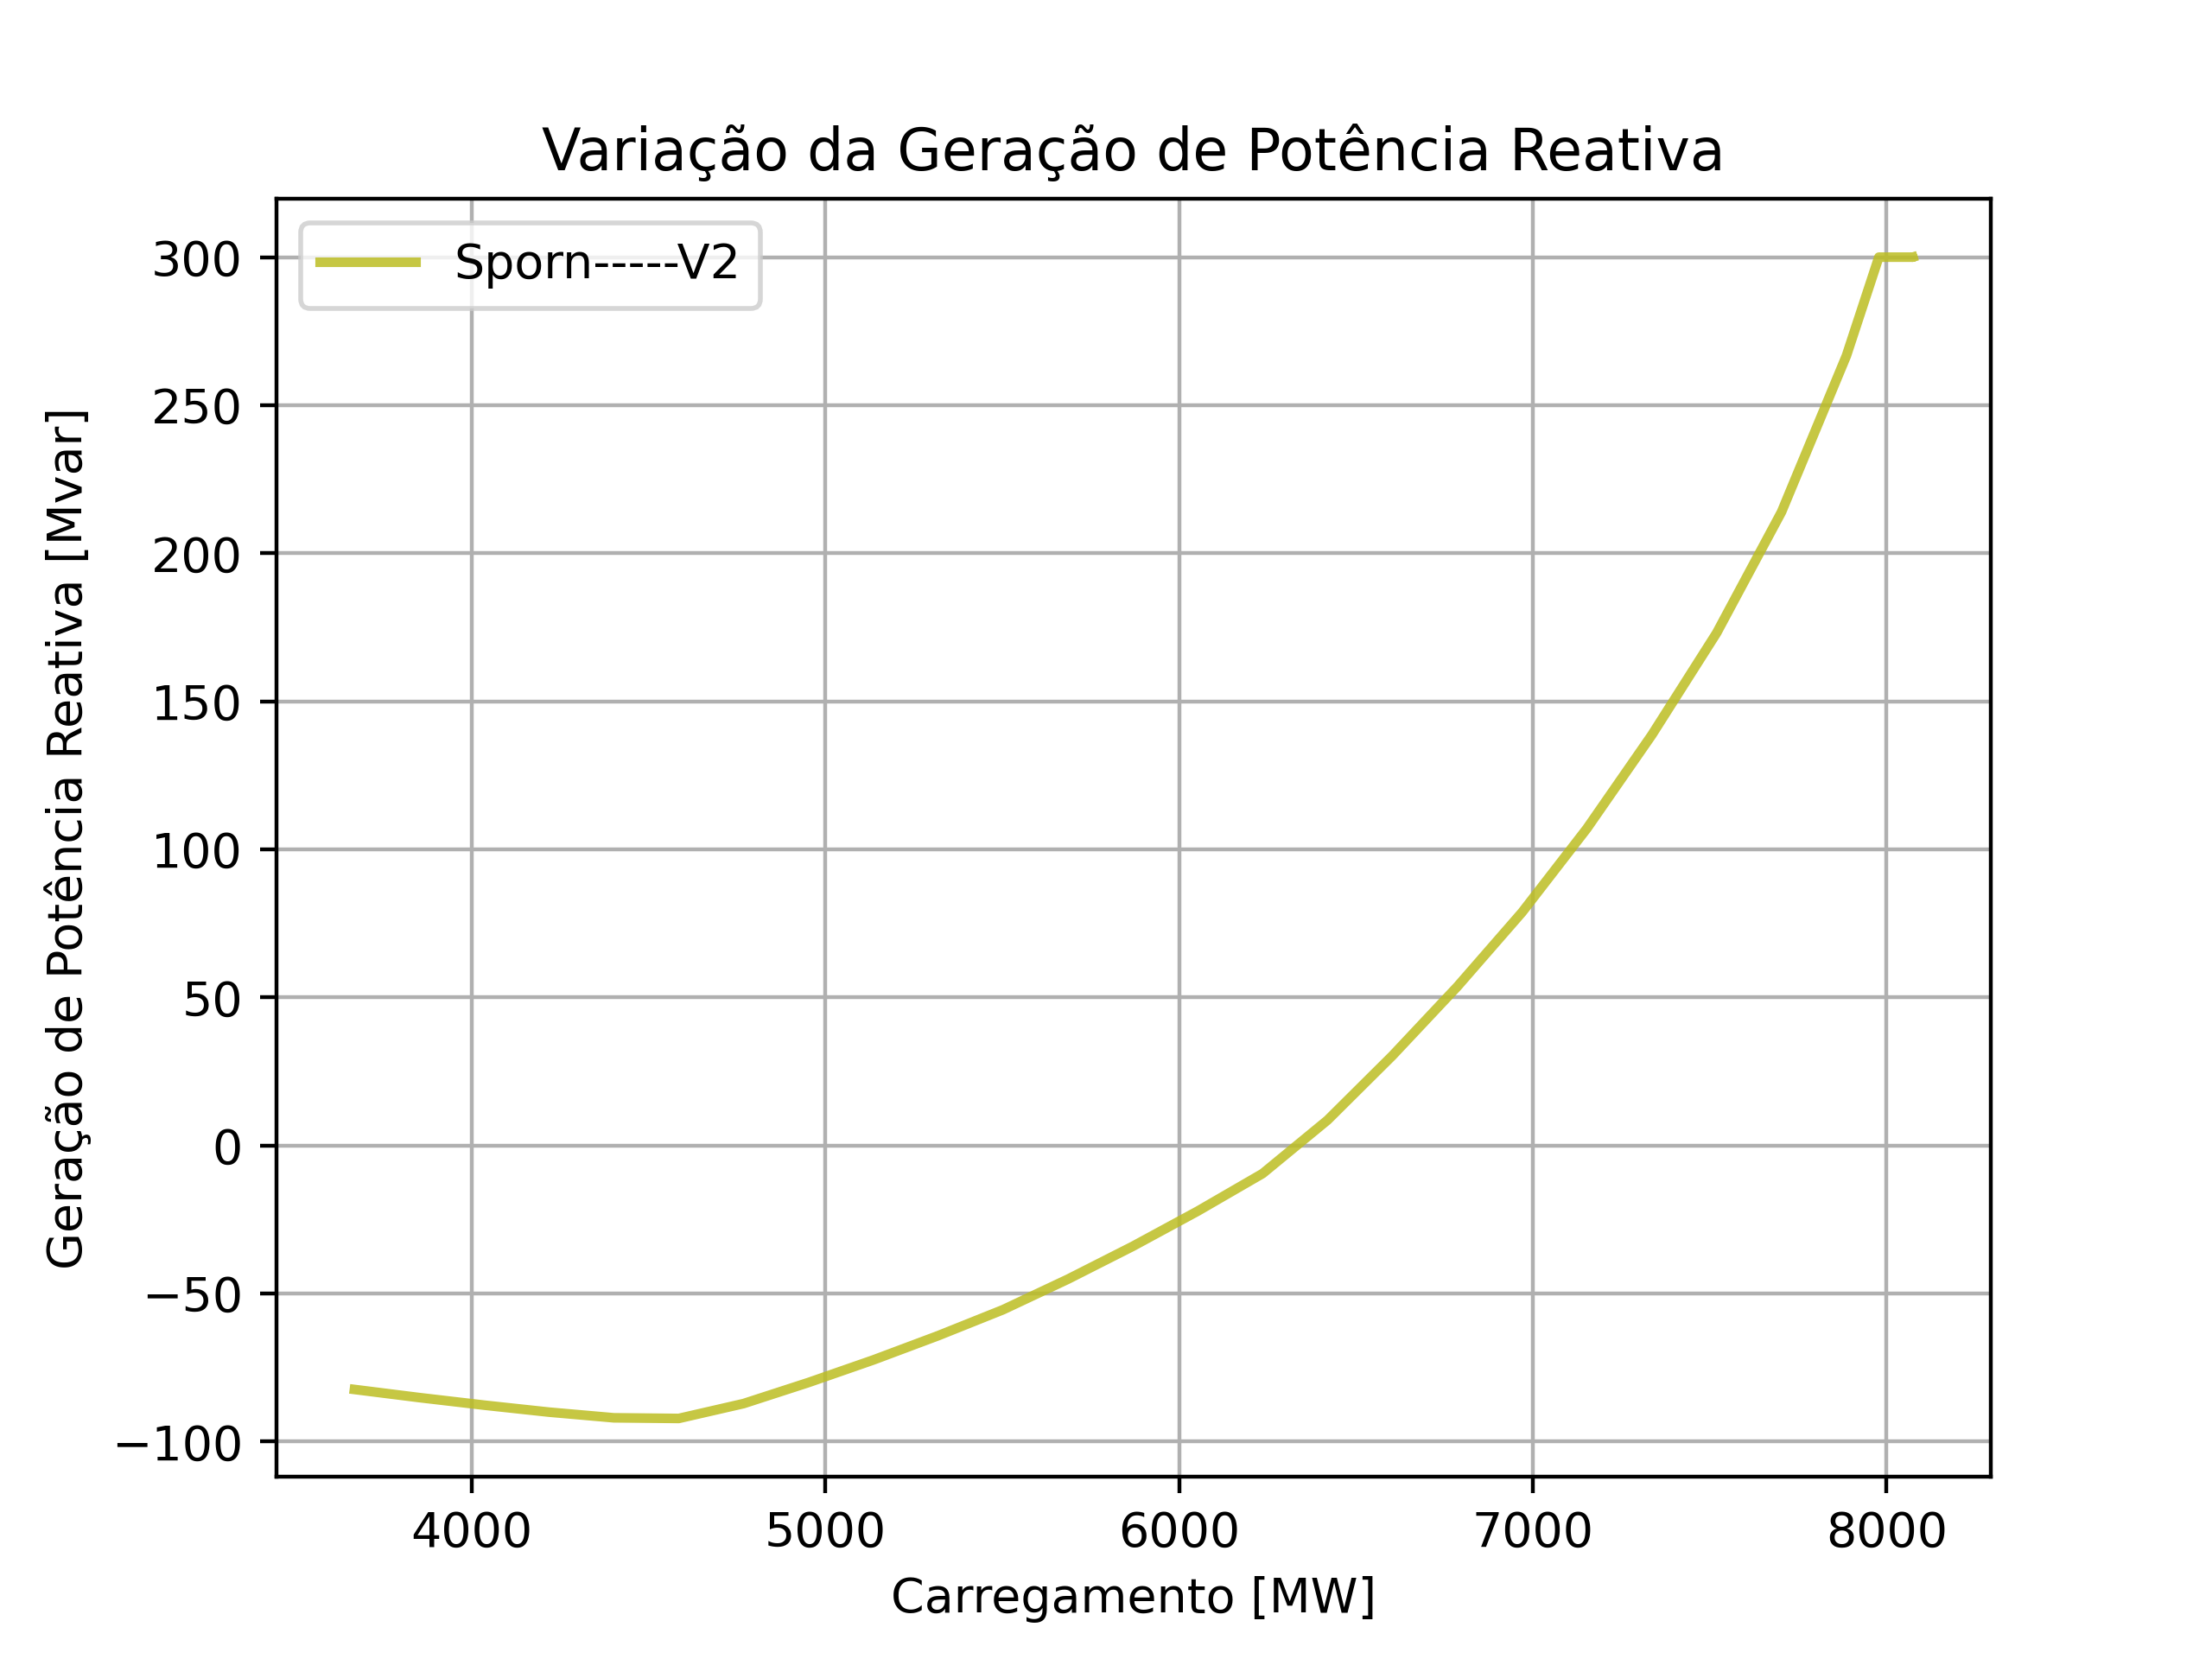 Variação da Geração de Potência Reativa
Sporn------V2
Geração de Potência Reativa [Mvar]
300
250
200
150
100
50
0
−50
−100
4000 5000 6000 7000 8000
Carregamento [MW]